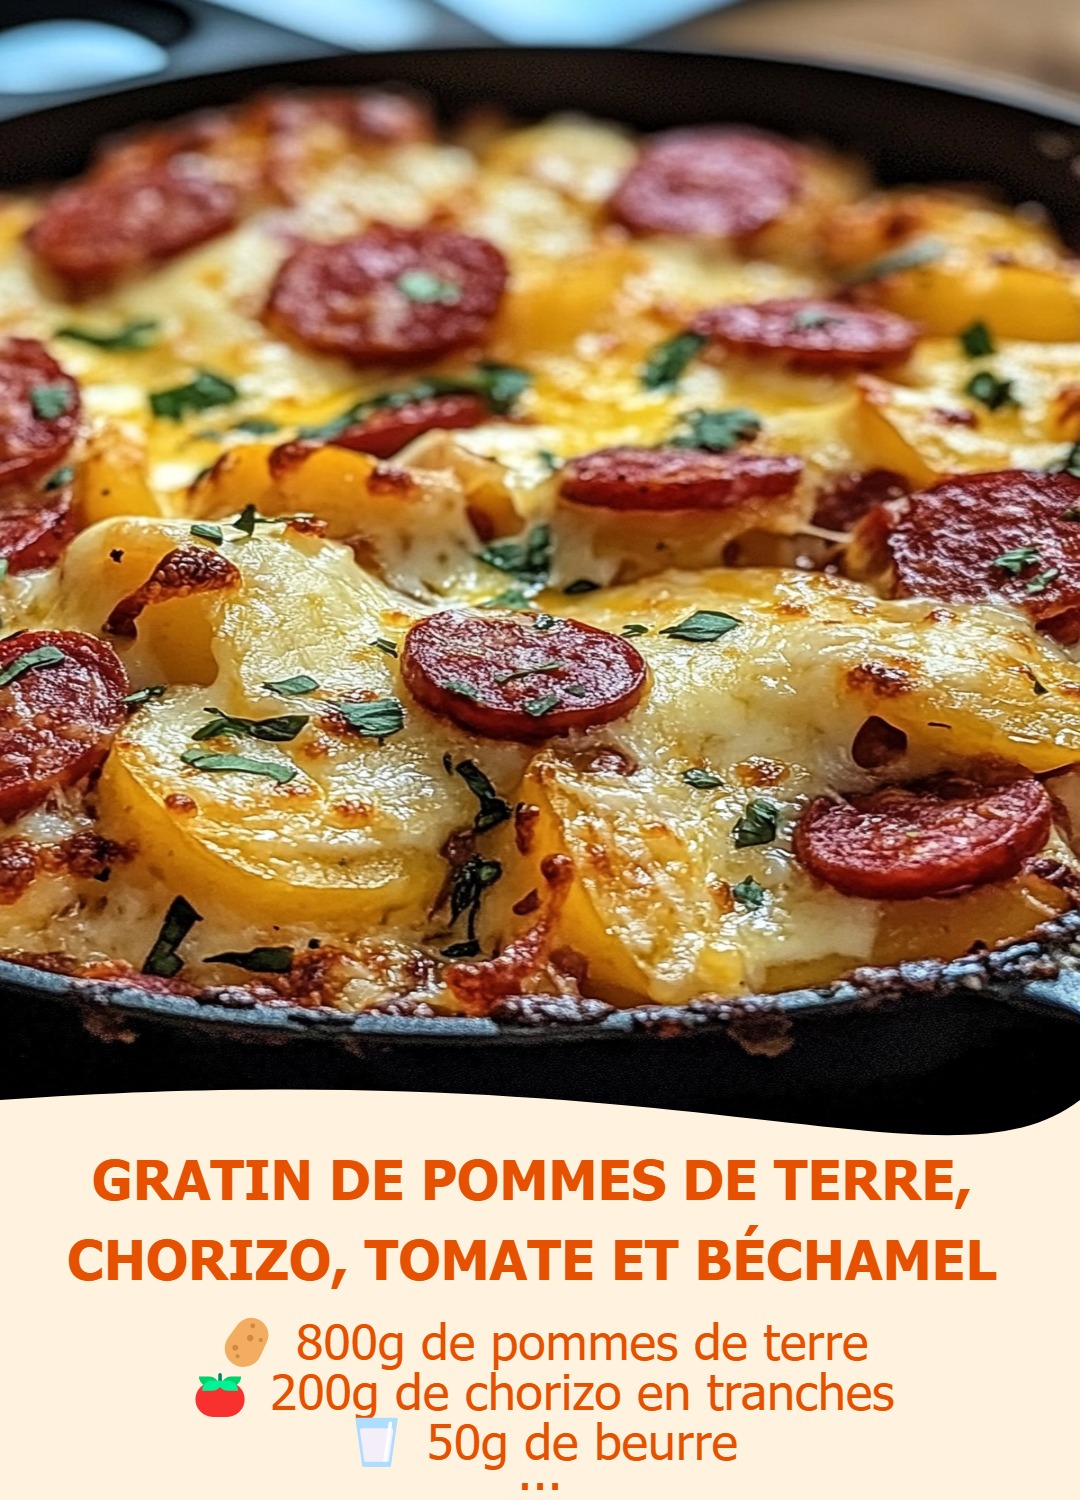 GRATIN DE POMMES DE TERRE,
CHORIZO, TOMATE ET BÉCHAMEL
🥔 800g de pommes de terre
🍅 200g de chorizo en tranches
🥛 50g de beurre
...